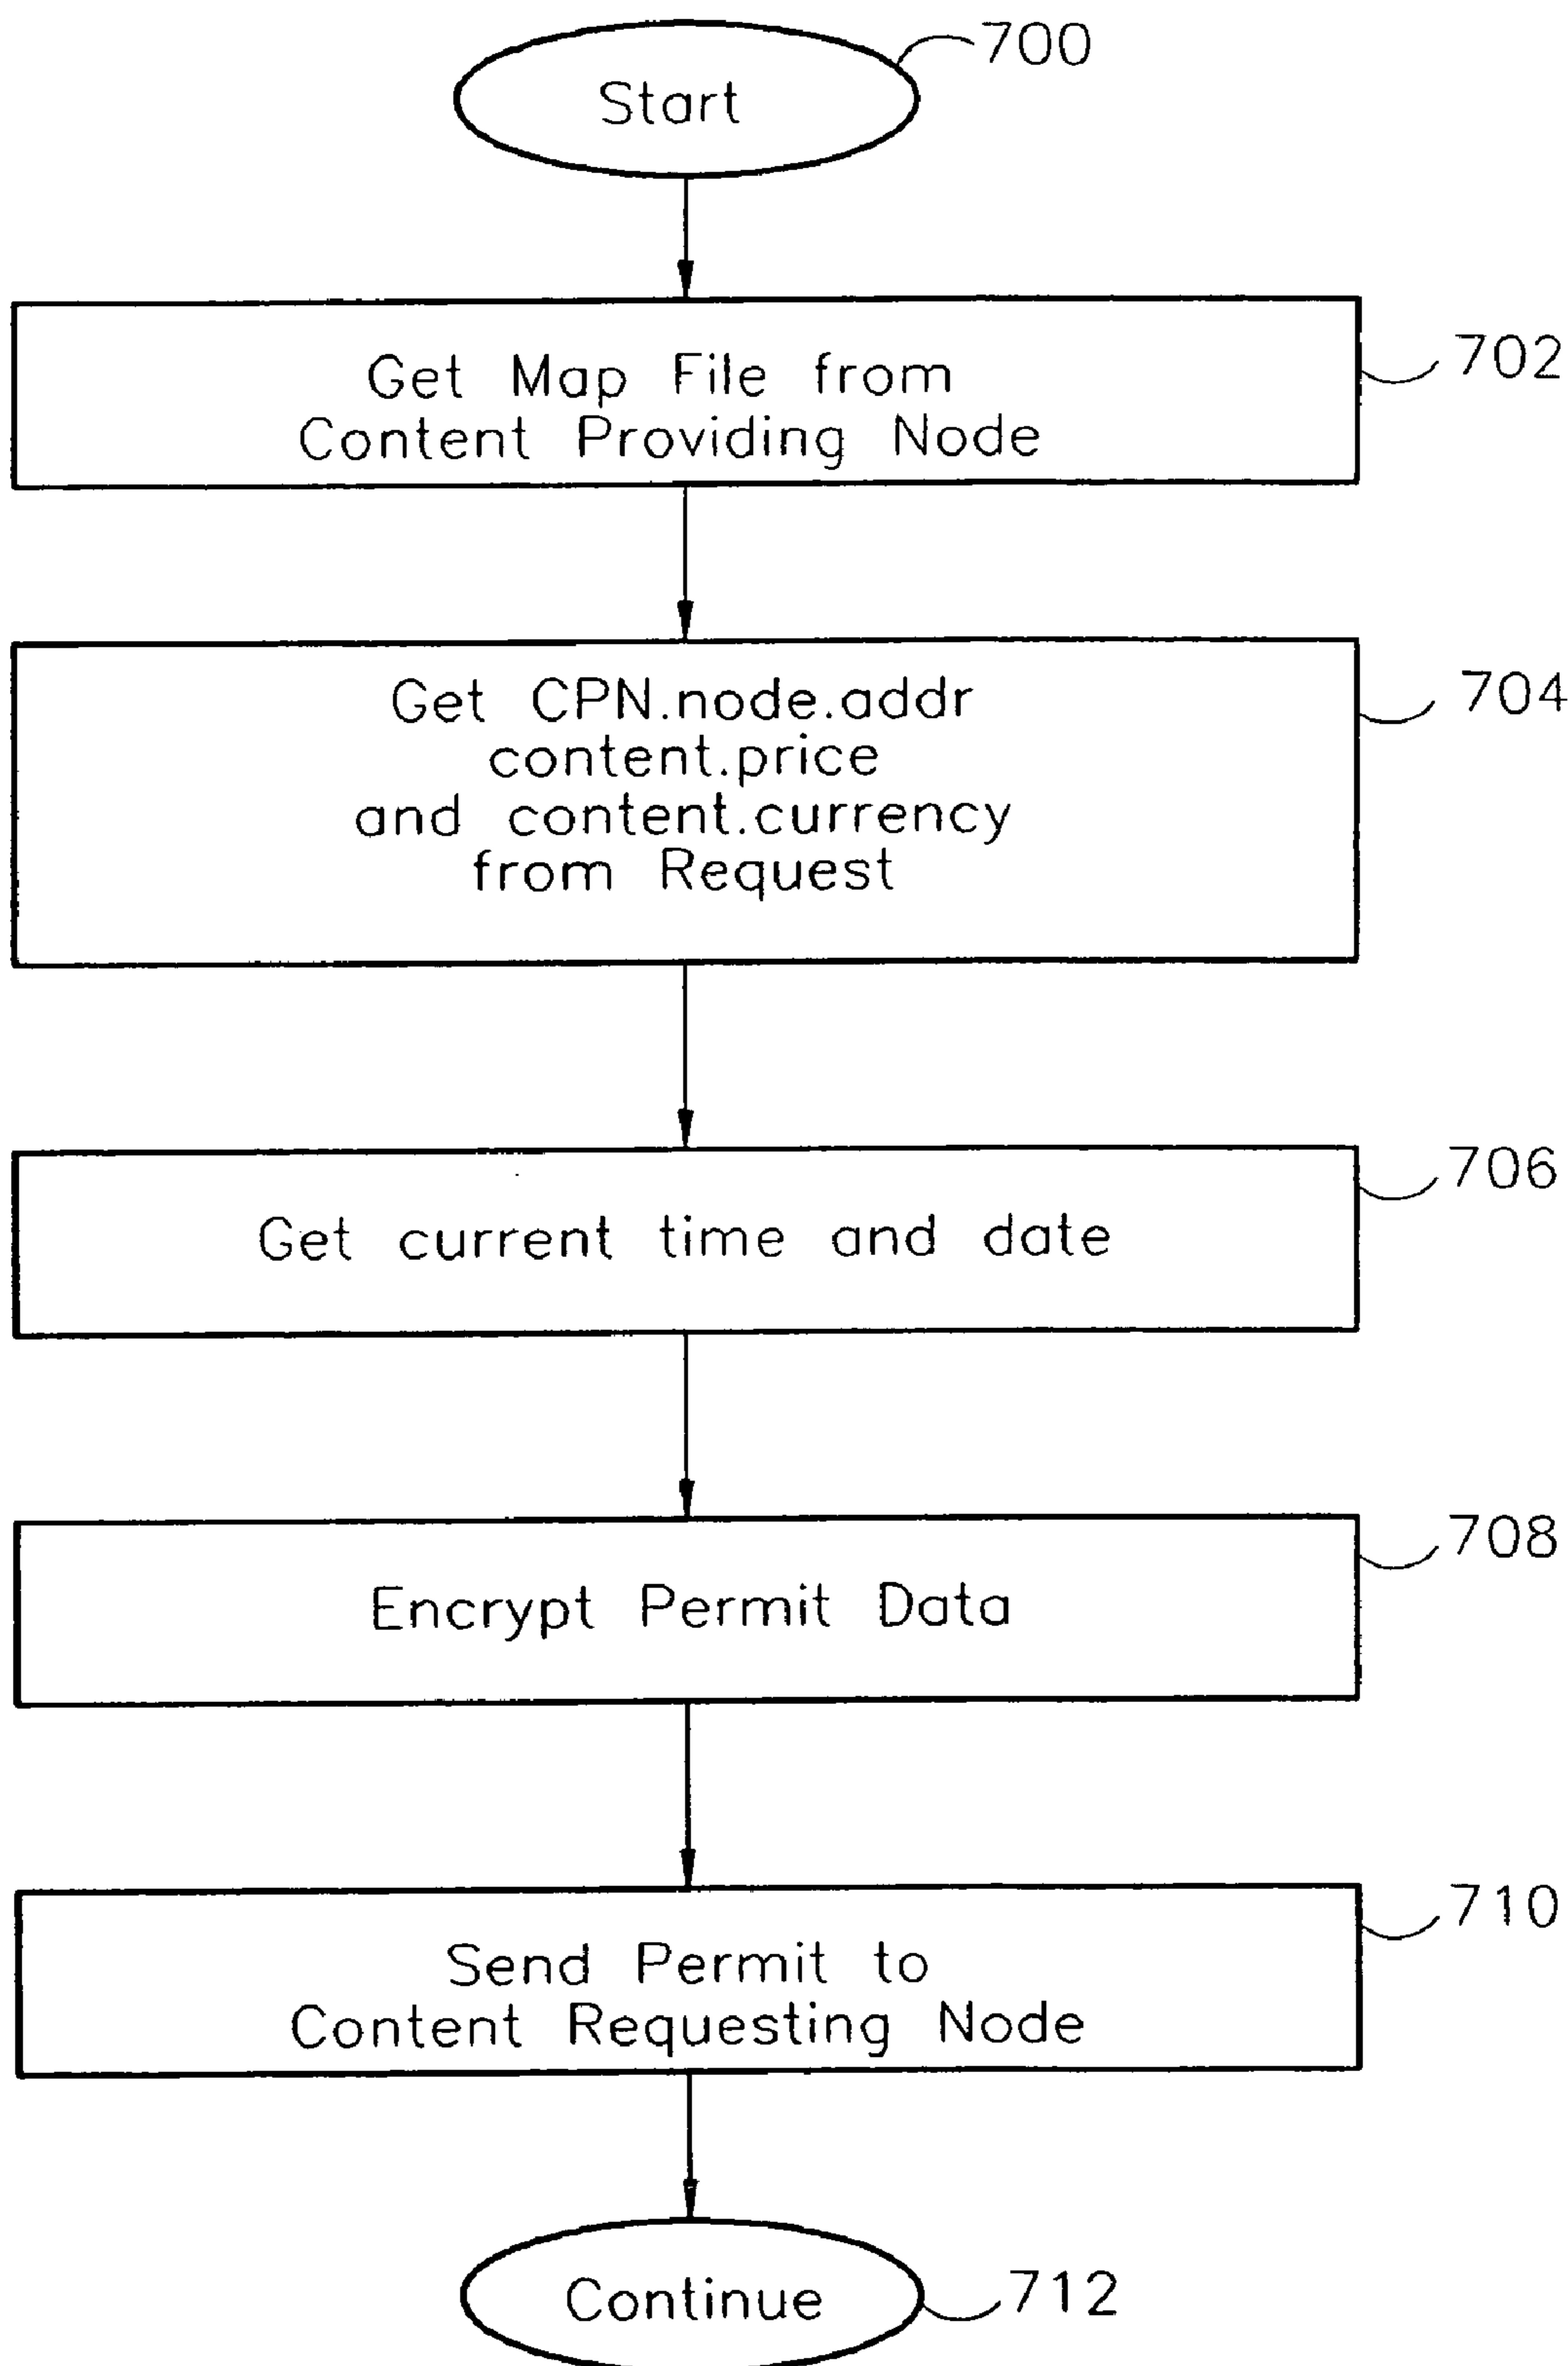 700
Start
702
Get Map File from
Content Providing Node
704
Get CPN.node.addr
content.price
and content.currency
from Request
706
Get current time and date
708
Encrypt Permit Data
710
Send Permit to
Content Requesting Node
Continue
712